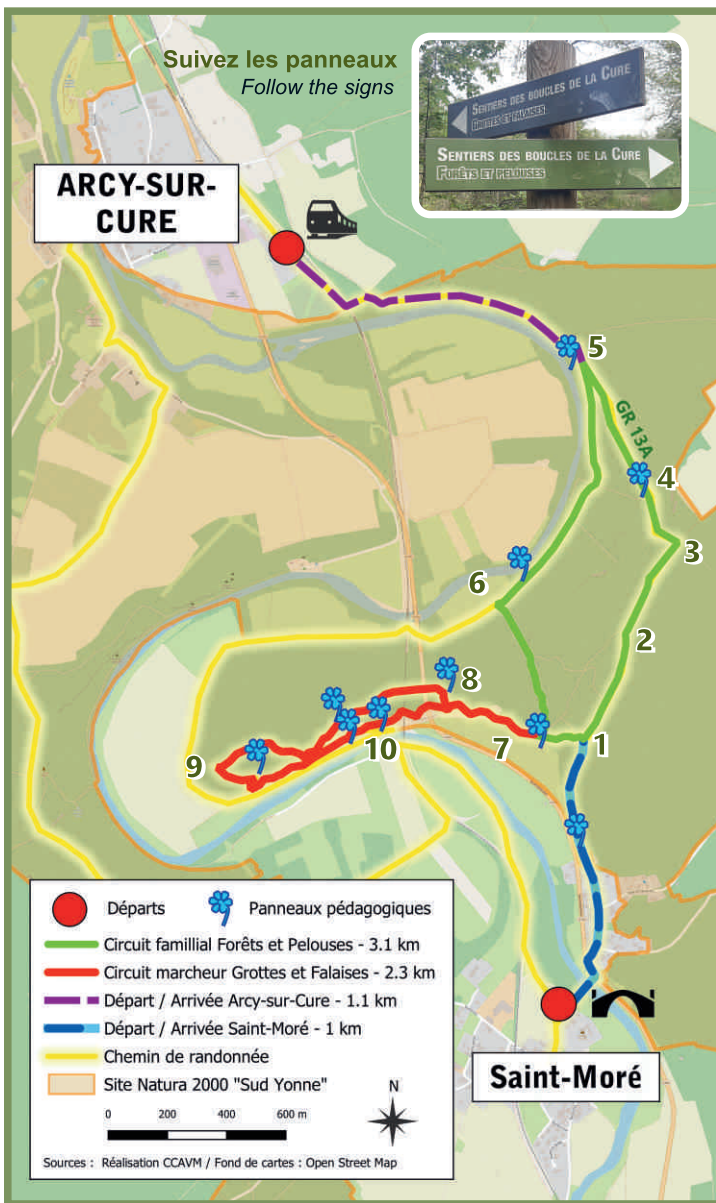 Suivez les panneaux
Follow the signs
SENTIERS DES BOUCLES DE LA CURE
GROTTES ET FALAISES
SENTIERS DES BOUCLES DE LA CURE
FORÊTS ET PELOUSES
ARCY-SUR-
CURE
5
GR 13A
4
3
6
2
8
1
7
10
9
Départs
Panneaux pédagogiques
Circuit famillial Forêts et Pelouses - 3.1 km
Circuit marcheur Grottes et Falaises - 2.3 km
Départ / Arrivée Arcy-sur-Cure - 1.1 km
Départ / Arrivée Saint-Moré - 1 km
Chemin de randonnée
Site Natura 2000 "Sud Yonne"
N
0 200 400 600 m
Sources : Réalisation CCAVM / Fond de cartes : Open Street Map
Saint-Moré